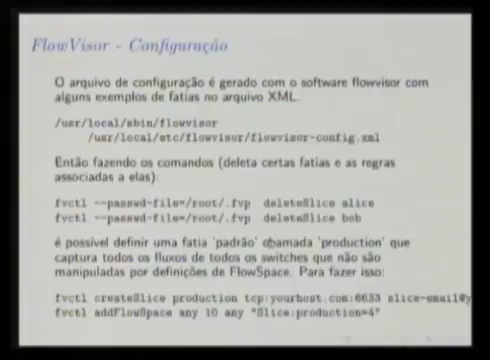 FlowVisor - Configuração
O arquivo de configuração é gerado com o software flowvisor com
alguns exemplos de fatias no arquivo XML.
/usr/local/sbin/flowvisor
/usr/local/etc/flowvisor/flowvisor-config.xml
Então fazendo os comandos (deleta certas fatias e as regras
associadas a elas):
fvctl --passwd-file=/root/.fvp deleteSlice alice
fvctl --passwd-file=/root/.fvp deleteSlice bob
é possível definir uma fatia 'padrão' chamada 'production' que
captura todos os fluxos de todos os switches que não são
manipuladas por definições de FlowSpace. Para fazer isso:
fvctl createSlice production tcp:yourhost.com:6633 slice-email@y
fvctl addFlowSpace any 10 any "Slice:production=4"